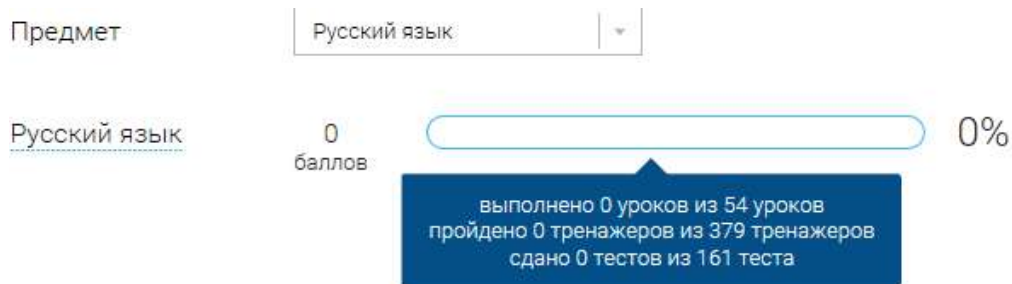 Предмет
Русский язык
Русский язык
0
баллов
0%
выполнено 0 уроков из 54 уроков
пройдено 0 тренажеров из 379 тренажеров
сдано 0 тестов из 161 теста